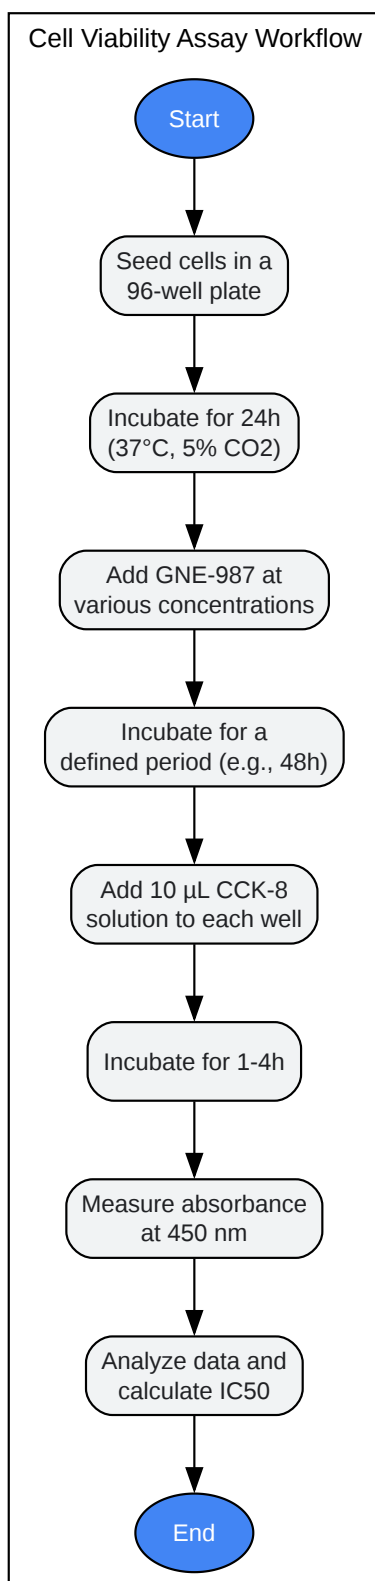 Cell Viability Assay Workflow
Start
Seed cells in a
96-well plate
Incubate for 24h
(37°C, 5% CO2)
Add GNE-987 at
various concentrations
Incubate for a
defined period (e.g., 48h)
Add 10 µL CCK-8
solution to each well
Incubate for 1-4h
Measure absorbance
at 450 nm
Analyze data and
calculate IC50
End